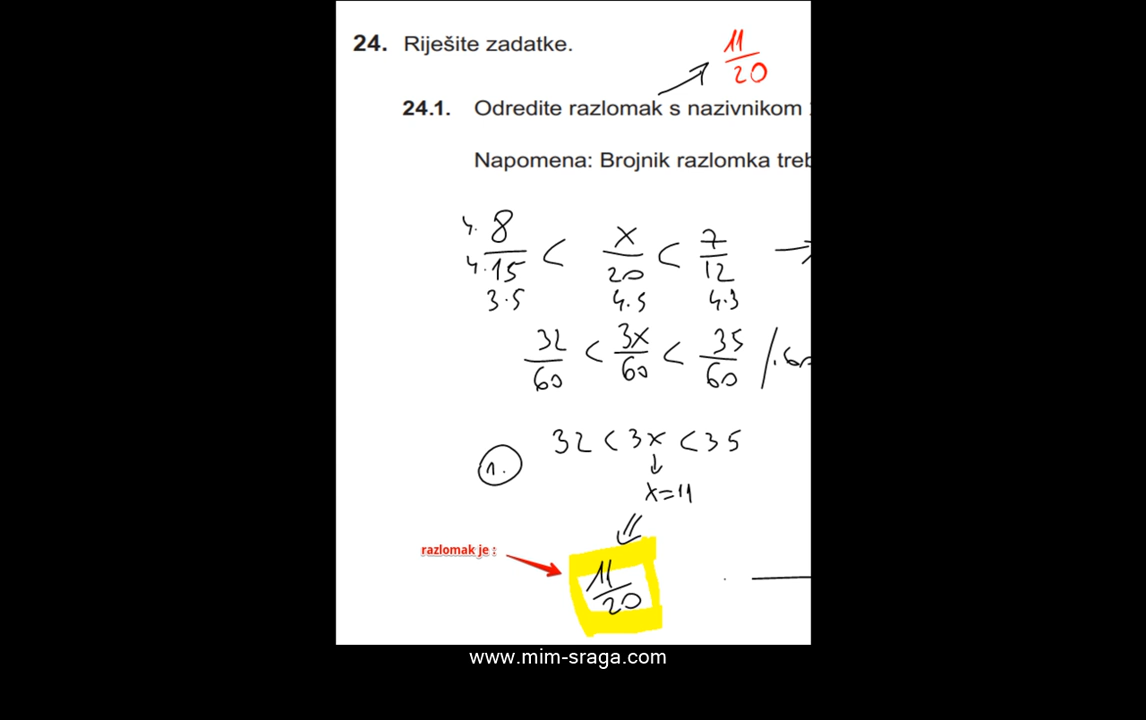 24. Riješite zadatke.
11/20
24.1. Odredite razlomak s nazivnikom
Napomena: Brojnik razlomka treb
4· 8 / 4·15 < x/20 < 7/12 →
3·5 4·5 4·3
32/60 < 3x/60 < 35/60 /·60
1. 32 < 3x < 35
↓
x=11
⇓
razlomak je : 11/20
www.mim-sraga.com